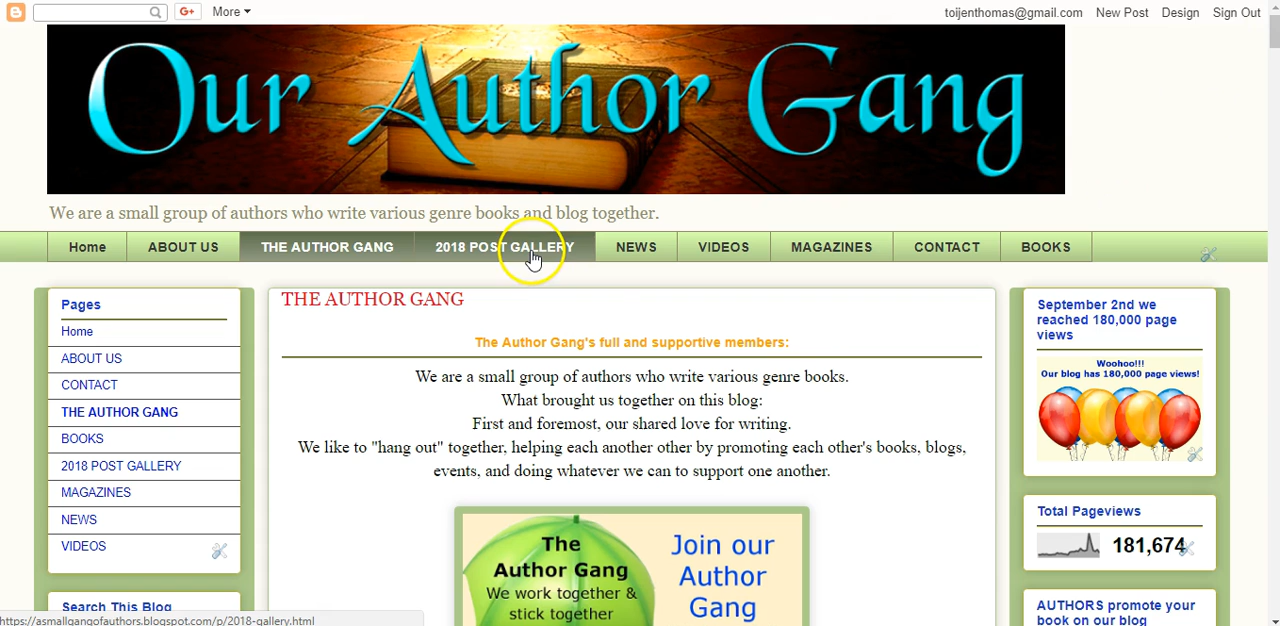 More
toijenthomas@gmail.com New Post Design Sign Out
Our Author Gang
We are a small group of authors who write various genre books and blog together.
Home ABOUT US THE AUTHOR GANG 2018 POST GALLERY NEWS VIDEOS MAGAZINES CONTACT BOOKS
Pages
Home
ABOUT US
CONTACT
THE AUTHOR GANG
BOOKS
2018 POST GALLERY
MAGAZINES
NEWS
VIDEOS
Search This Blog
THE AUTHOR GANG
The Author Gang's full and supportive members:
We are a small group of authors who write various genre books.
What brought us together on this blog:
First and foremost, our shared love for writing.
We like to "hang out" together, helping each another other by promoting each other's books, blogs,
events, and doing whatever we can to support one another.
The
Author Gang
We work together &
stick together
Join our
Author
Gang
September 2nd we
reached 180,000 page
views
Woohoo!!!
Our blog has 180,000 page views!
Total Pageviews
181,674
AUTHORS promote your
book on our blog
https://asmallgangofauthors.blogspot.com/p/2018-gallery.html